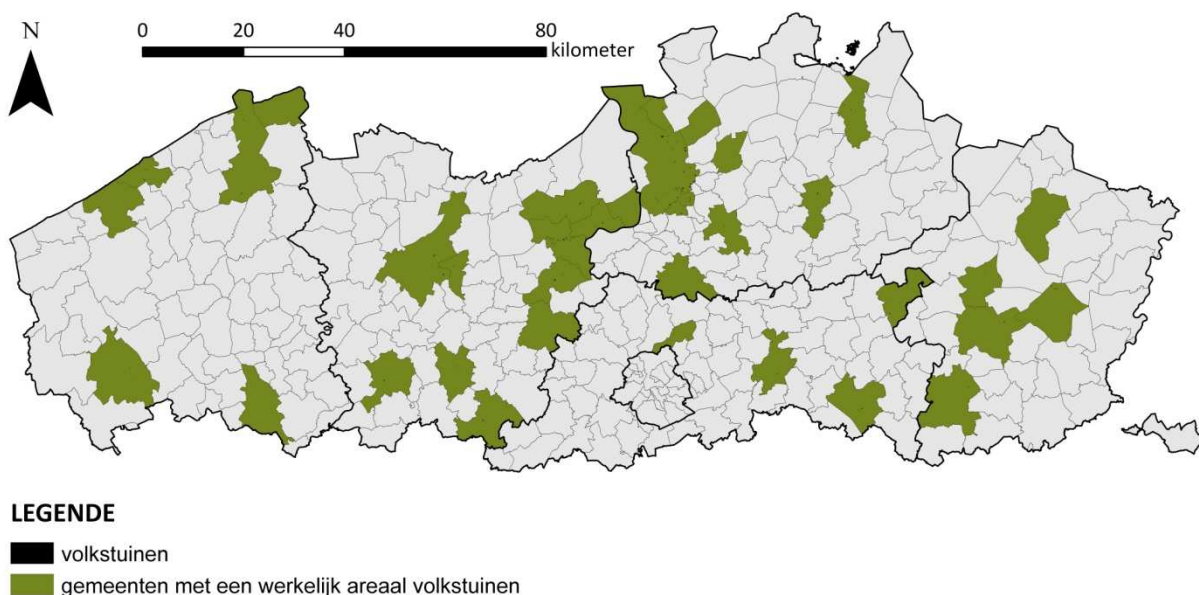 N
0 20 40 80
kilometer
LEGENDE
volkstuinen
gemeenten met een werkelijk areaal volkstuinen